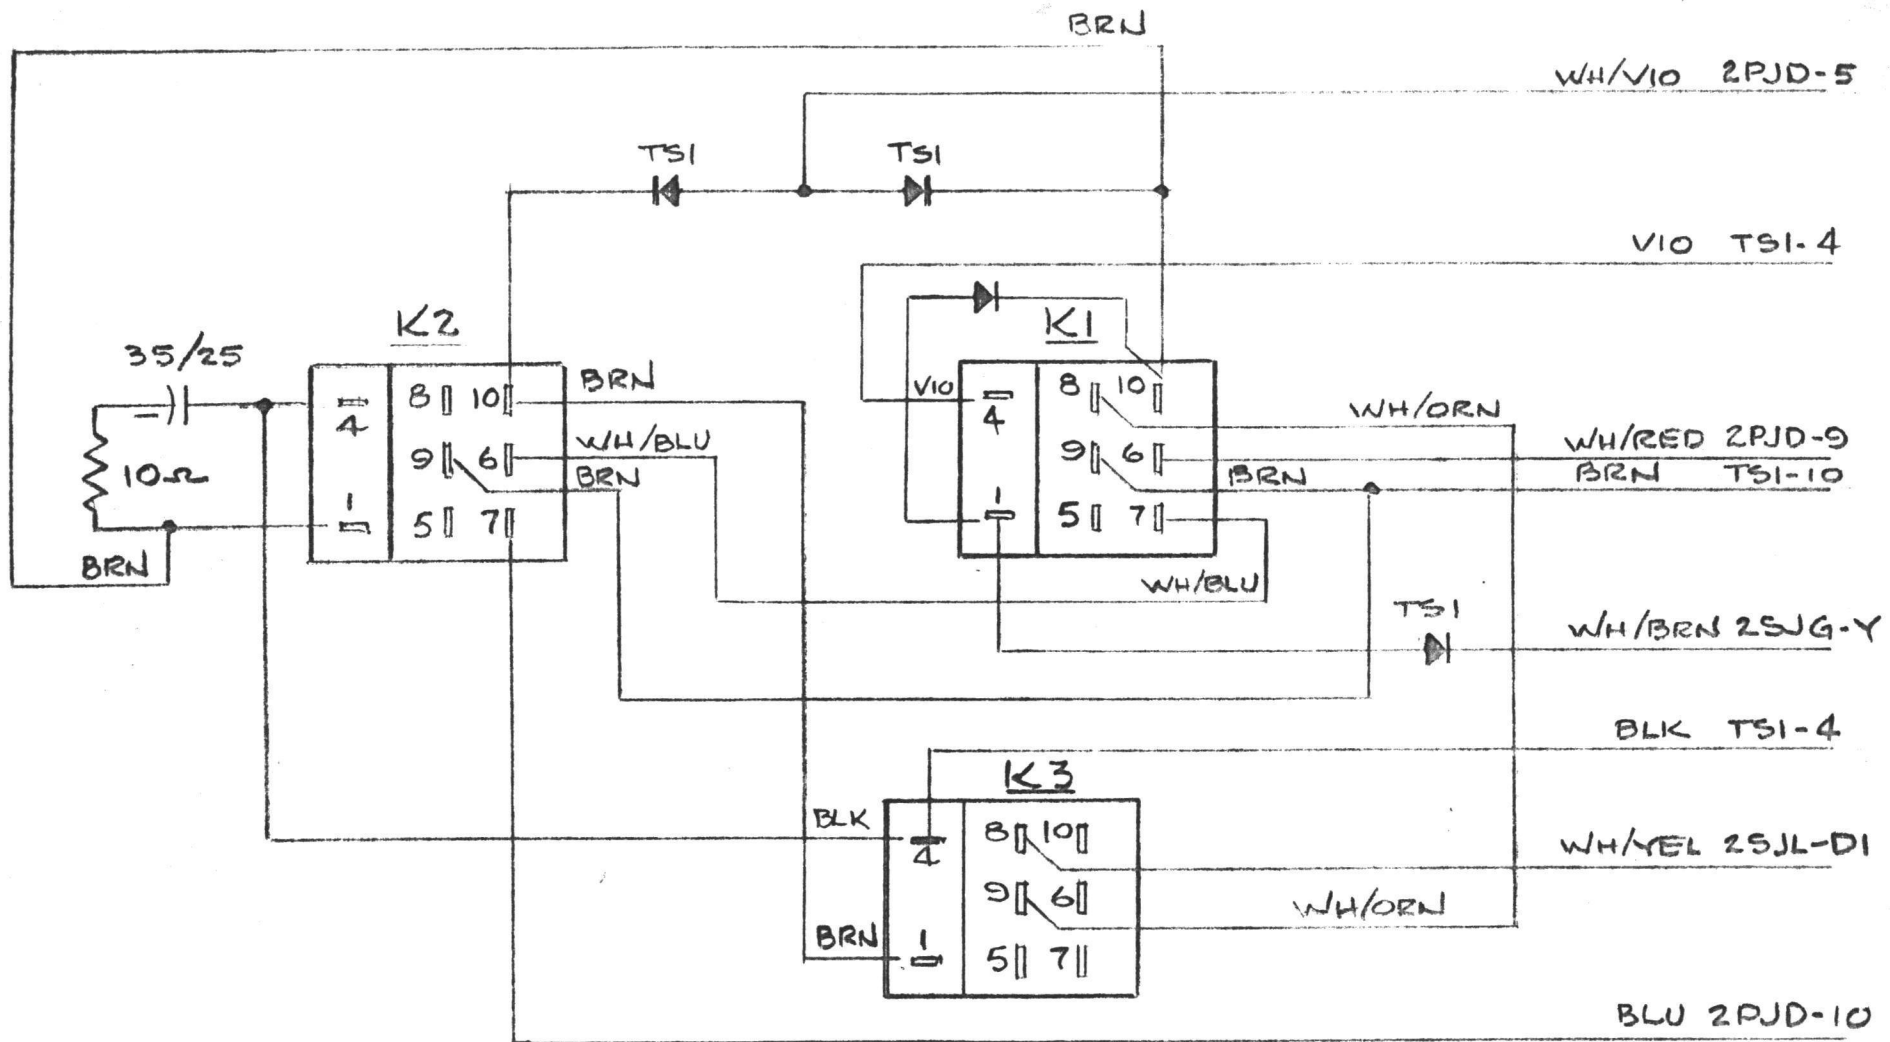 BRN
WH/VIO 2PJD-5
TS1 TS1
VIO TS1-4
K2
K1
35/25
10Ω
BRN
4
1
8 10
9 6
5 7
BRN
WH/BLU
BRN
VIO
4
1
8 10
9 6
5 7
WH/ORN
WH/RED 2PJD-9
BRN
BRN TS1-10
WH/BLU
TS1
WH/BRN 2SJG-Y
BLK TS1-4
K3
BLK
4
BRN
1
8 10
9 6
5 7
WH/YEL 2SJL-D1
WH/ORN
BLU 2PJD-10